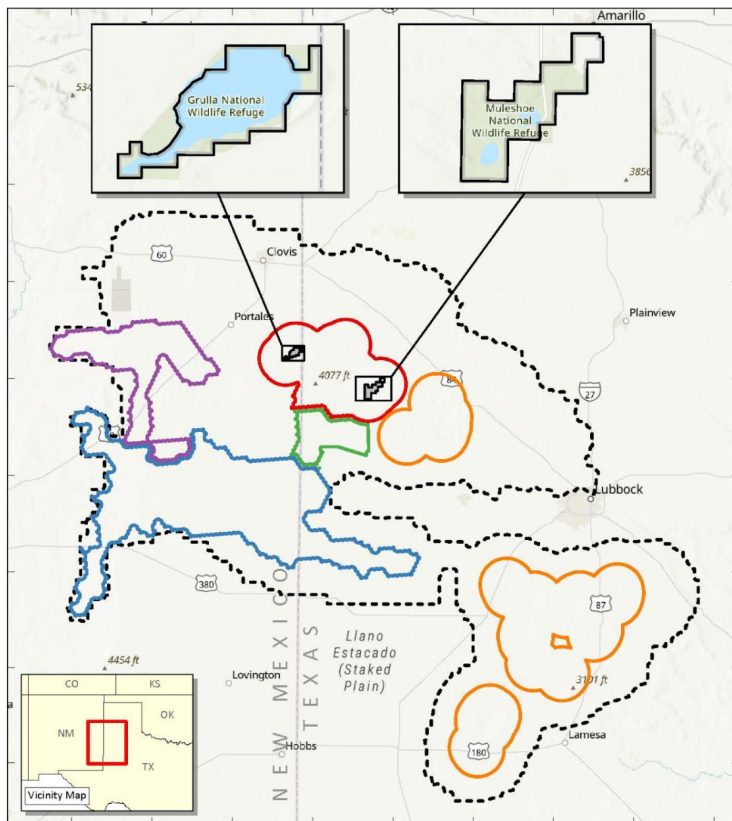 Amarillo
534
Grulla National
Wildlife Refuge
ft
Muleshoe
National
Wildlife Refuge
3856
60
Clovis
Portales
Plainview
4077 ft
84
27
Lubbock
380
NEW MEXICO
TEXAS
87
Llano
Estacado
(Staked
Plain)
4454 ft
Lovington
3101 ft
Hobbs
180
Lamesa
CO
KS
OK
NM
TX
Vicinity Map